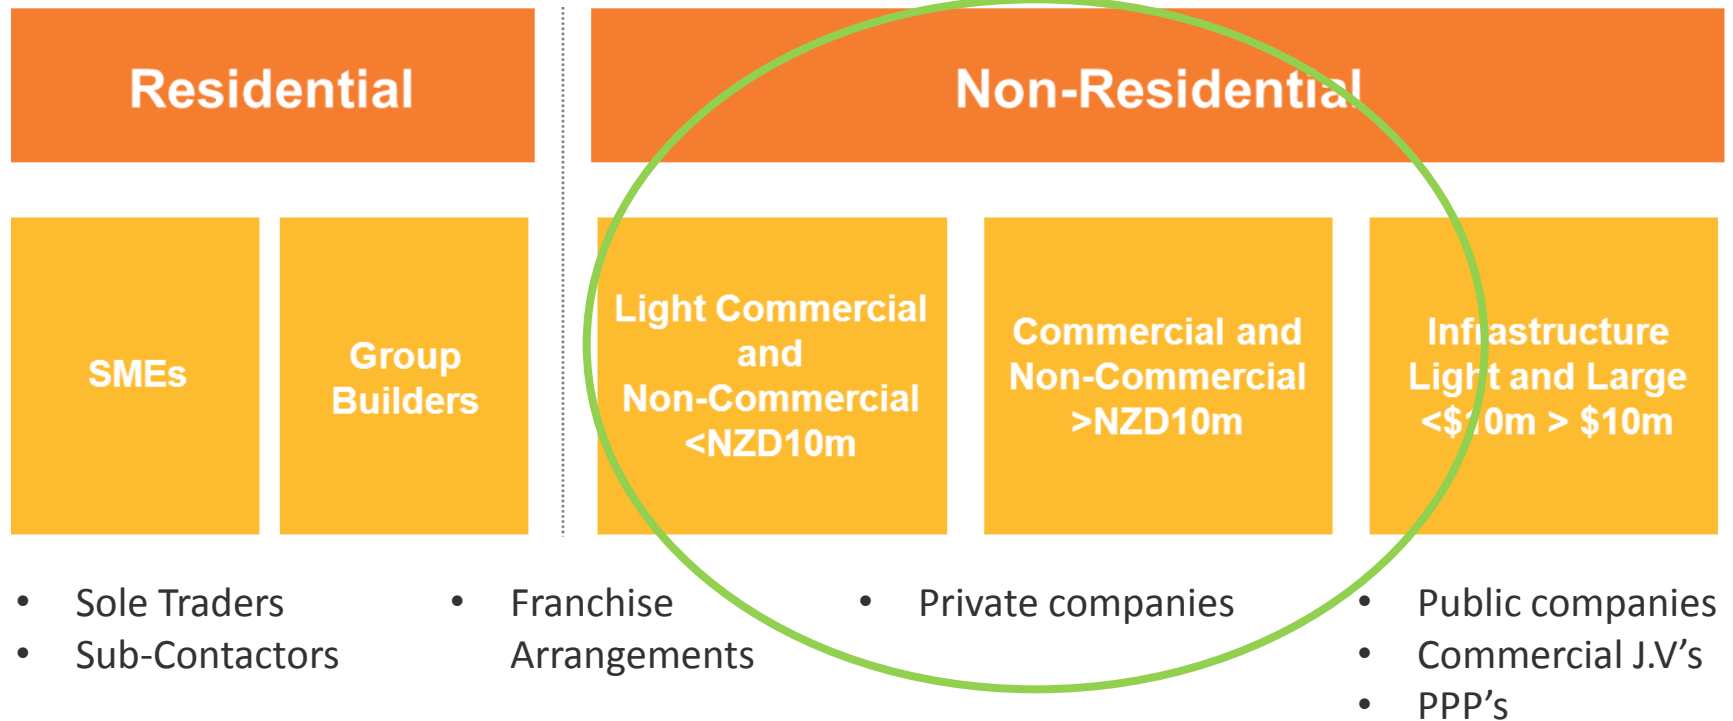 Residential
Non-Residential
SMEs
Group
Builders
Light Commercial
and
Non-Commercial
<NZD10m
Commercial and
Non-Commercial
>NZD10m
Infrastructure
Light and Large
<$10m > $10m
• Sole Traders
• Sub-Contactors
• Franchise
Arrangements
• Private companies
• Public companies
• Commercial J.V’s
• PPP’s